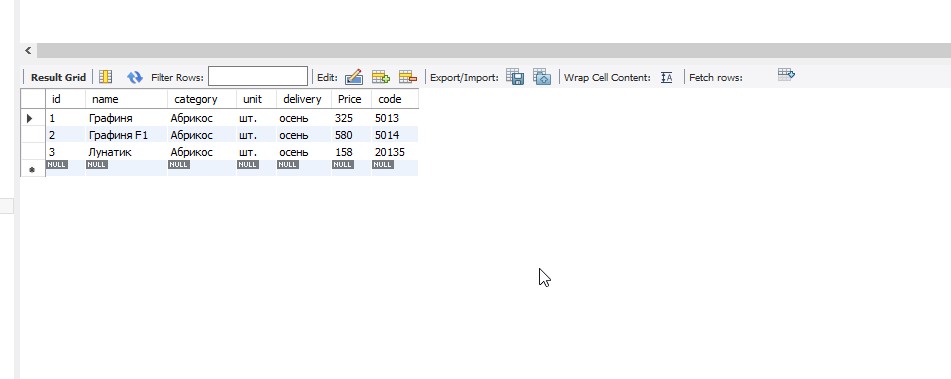 Result Grid Filter Rows: Edit: Export/Import: Wrap Cell Content: IA Fetch rows:
id name category unit delivery Price code
1 Графиня Абрикос шт. осень 325 5013
2 Графиня F1 Абрикос шт. осень 580 5014
3 Лунатик Абрикос шт. осень 158 20135
NULL NULL NULL NULL NULL NULL NULL